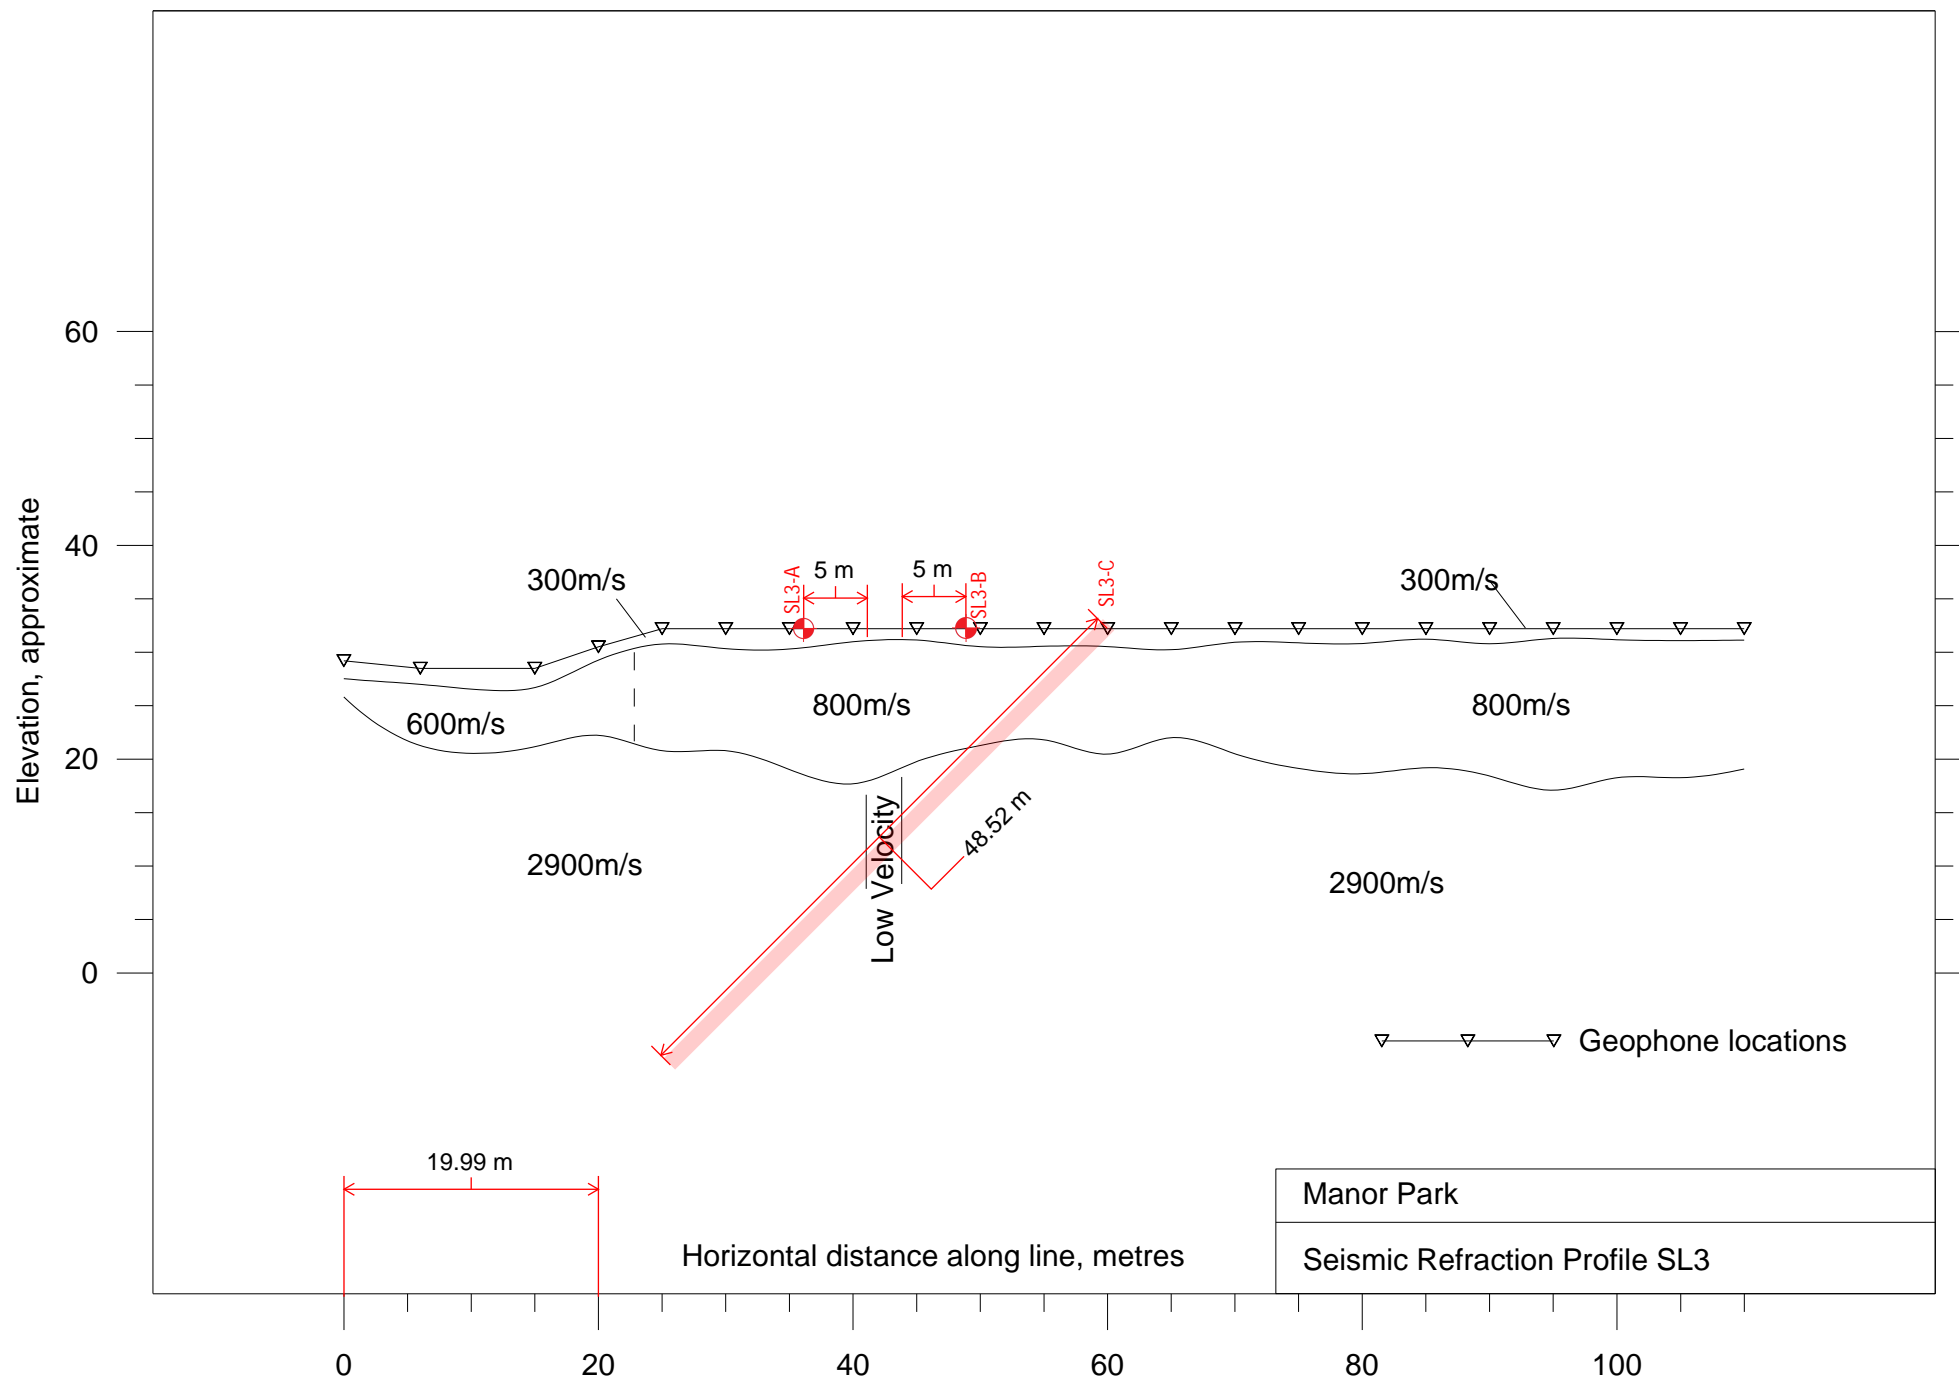 60
40
20
0
Elevation, approximate
300m/s
SL3-A
5 m
5 m
SL3-B
SL3-C
300m/s
600m/s
800m/s
800m/s
2900m/s
Low Velocity
48.52 m
2900m/s
Geophone locations
19.99 m
Manor Park
Horizontal distance along line, metres
Seismic Refraction Profile SL3
0
20
40
60
80
100